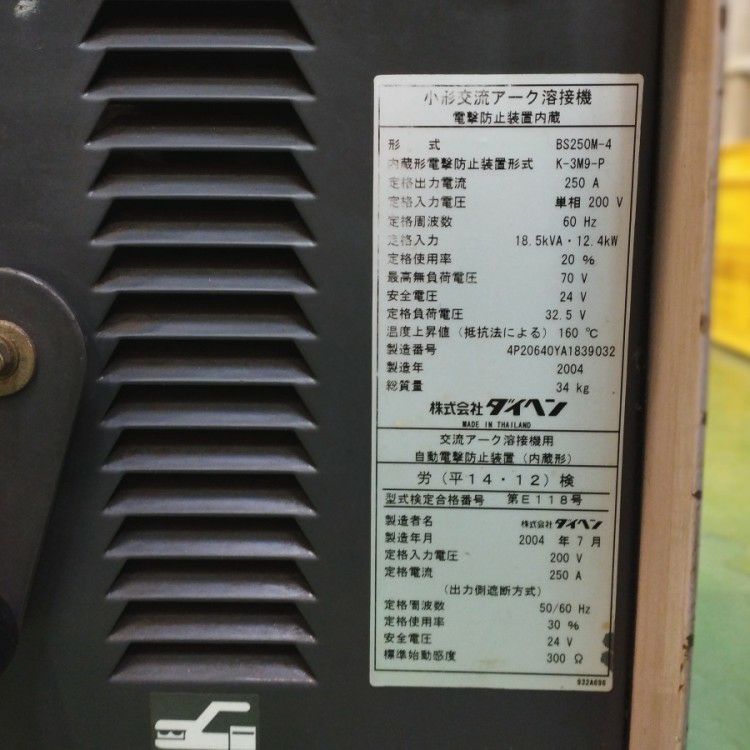 小形交流アーク溶接機
電撃防止装置内蔵
形 式 BS250M-4
内蔵形電撃防止装置形式 K-3M9-P
定格出力電流 250 A
定格入力電圧 単相 200 V
定格周波数 60 Hz
定格入力 18.5kVA・12.4kW
定格使用率 20 %
最高無負荷電圧 70 V
安全電圧 24 V
定格負荷電圧 32.5 V
温度上昇値 (抵抗法による) 160 ℃
製造番号 4P20640YA1839032
製造年 2004
総質量 34 kg
株式会社 ダイヘン
MADE IN THAILAND
交流アーク溶接機用
自動電撃防止装置 (内蔵形)
労 (平14・12) 検
型式検定合格番号 第E118号
製造者名 株式会社 ダイヘン
製造年月 2004 年 7 月
定格入力電圧 200 V
定格電流 250 A
(出力側遮断方式)
定格周波数 50/60 Hz
定格使用率 30 %
安全電圧 24 V
標準始動感度 300 Ω